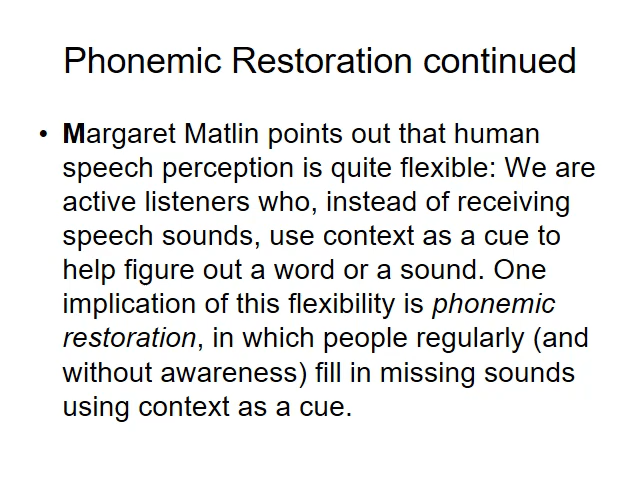 Phonemic Restoration continued
• Margaret Matlin points out that human
speech perception is quite flexible: We are
active listeners who, instead of receiving
speech sounds, use context as a cue to
help figure out a word or a sound. One
implication of this flexibility is phonemic
restoration, in which people regularly (and
without awareness) fill in missing sounds
using context as a cue.